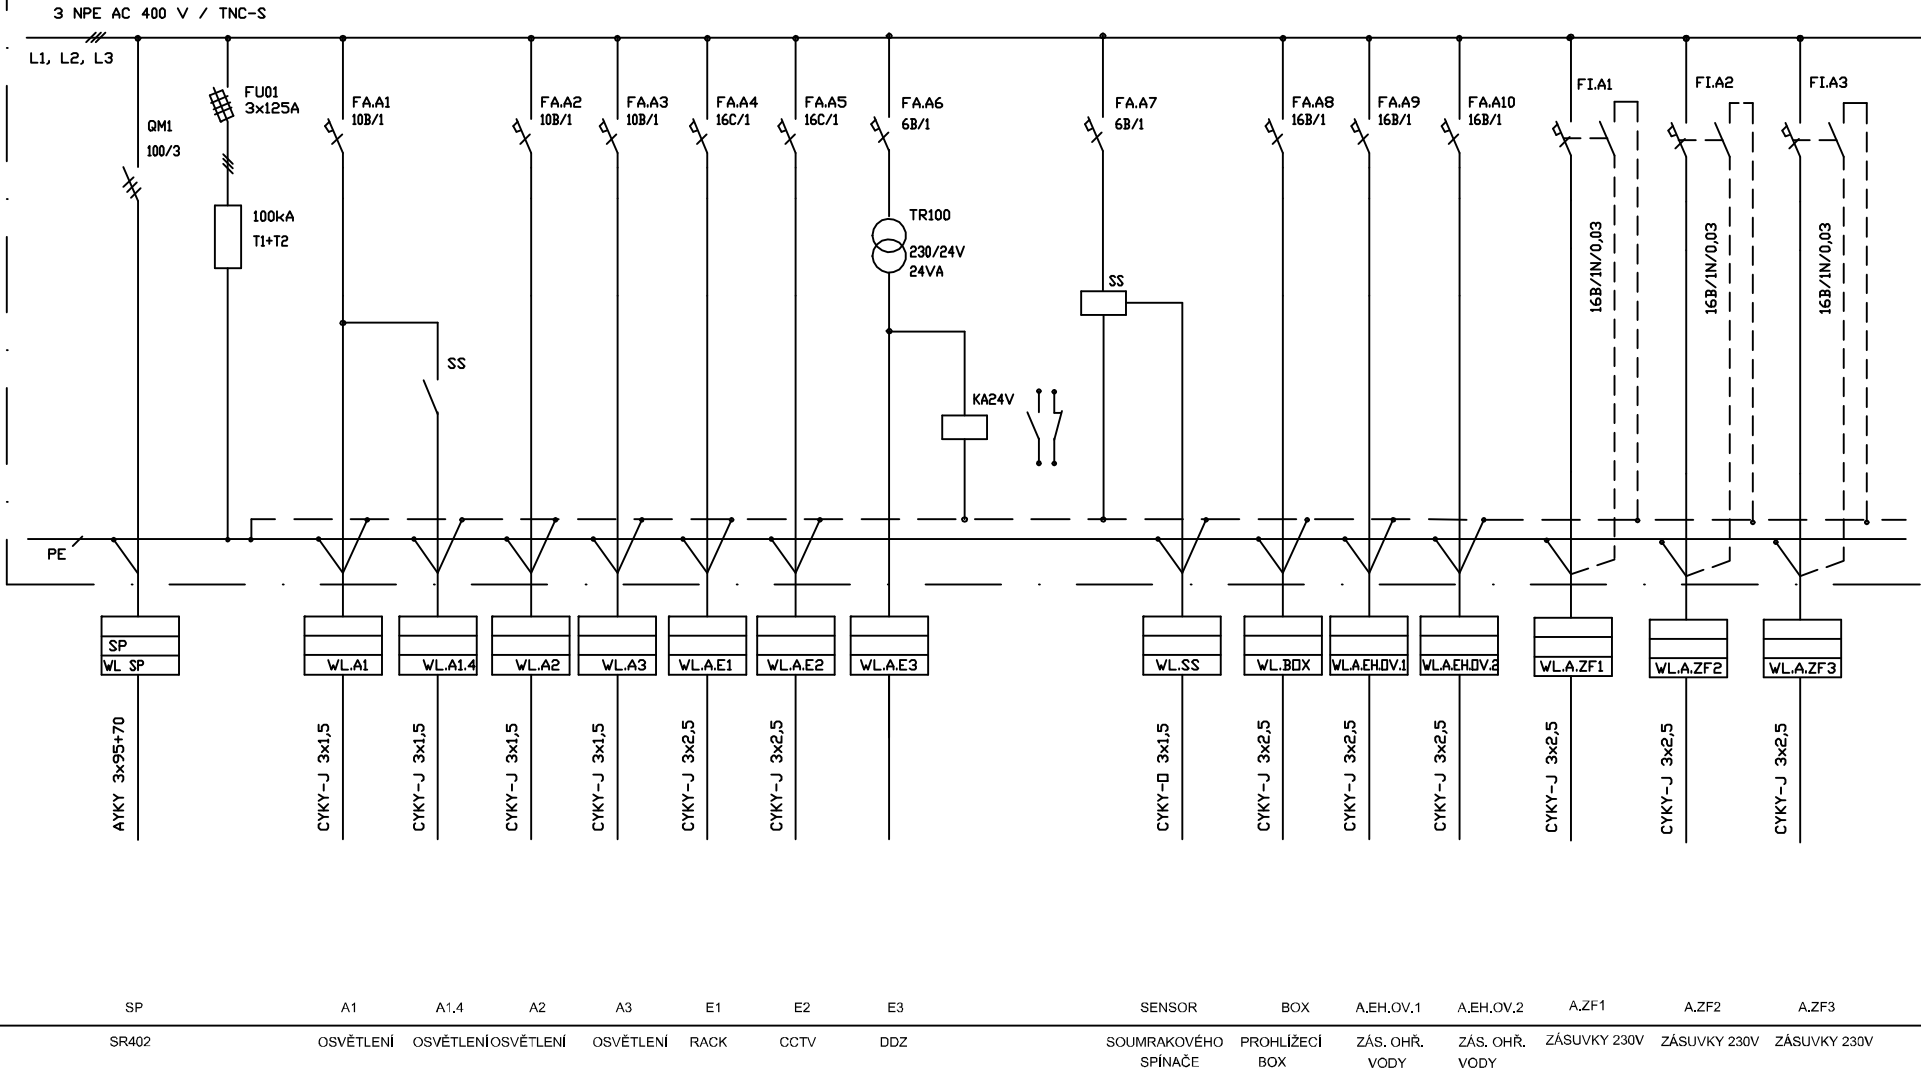 3 NPE AC 400 V / TNC-S
L1, L2, L3
QM1
100/3
FU01
3x125A
100kA
T1+T2
FA.A1
10B/1
SS
FA.A2
10B/1
FA.A3
10B/1
FA.A4
16C/1
FA.A5
16C/1
FA.A6
6B/1
TR100
230/24V
24VA
KA24V
FA.A7
6B/1
SS
FA.A8
16B/1
FA.A9
16B/1
FA.A10
16B/1
FI.A1
16B/1N/0,03
FI.A2
16B/1N/0,03
FI.A3
16B/1N/0,03
PE
SP
WL SP
WL.A1
WL.A1.4
WL.A2
WL.A3
WL.A.E1
WL.A.E2
WL.A.E3
WL.SS
WL.BOX
WL.A.EH.OV.1
WL.A.EH.OV.2
WL.A.ZF1
WL.A.ZF2
WL.A.ZF3
AYKY 3x95+70
CYKY-J 3x1,5
CYKY-J 3x1,5
CYKY-J 3x1,5
CYKY-J 3x1,5
CYKY-J 3x2,5
CYKY-J 3x2,5
CYKY-O 3x1,5
CYKY-J 3x2,5
CYKY-J 3x2,5
CYKY-J 3x2,5
CYKY-J 3x2,5
CYKY-J 3x2,5
CYKY-J 3x2,5
SP A1 A1.4 A2 A3 E1 E2 E3 SENSOR BOX A.EH.OV.1 A.EH.OV.2 A.ZF1 A.ZF2 A.ZF3
SR402 OSVĚTLENÍ OSVĚTLENÍ OSVĚTLENÍ OSVĚTLENÍ RACK CCTV DDZ SOUMRAKOVÉHO PROHLÍŽECÍ ZÁS. OHŘ. ZÁS. OHŘ. ZÁSUVKY 230V ZÁSUVKY 230V ZÁSUVKY 230V
SPÍNAČE BOX VODY VODY